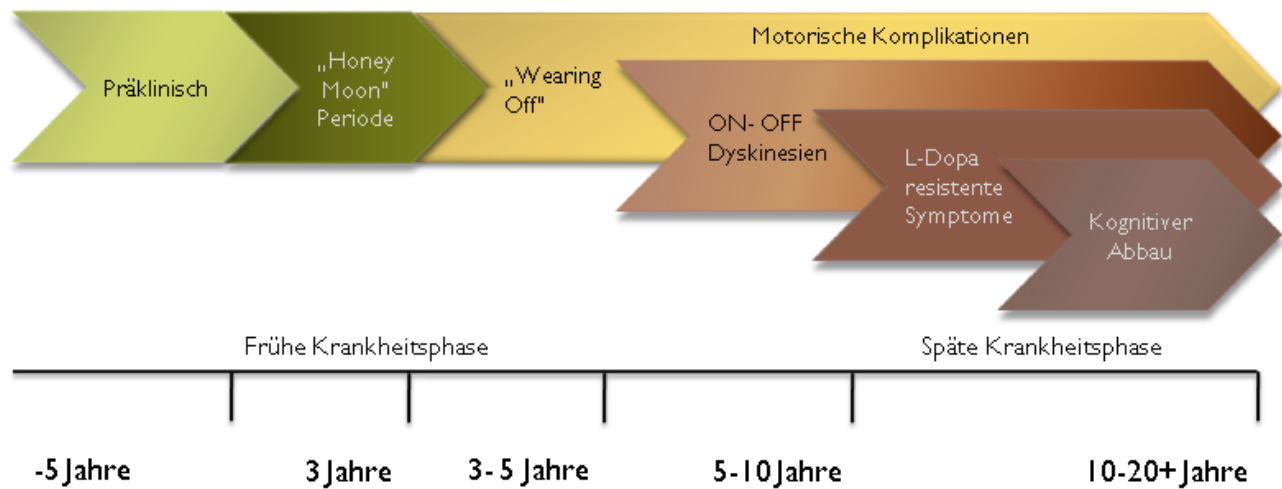 Präklinisch
„Honey
Moon"
Periode
„Wearing
Off"
Motorische Komplikationen
ON- OFF
Dyskinesien
L-Dopa
resistente
Symptome
Kognitiver
Abbau
Frühe Krankheitsphase
Späte Krankheitsphase
-5 Jahre
3 Jahre
3- 5 Jahre
5-10 Jahre
10-20+ Jahre